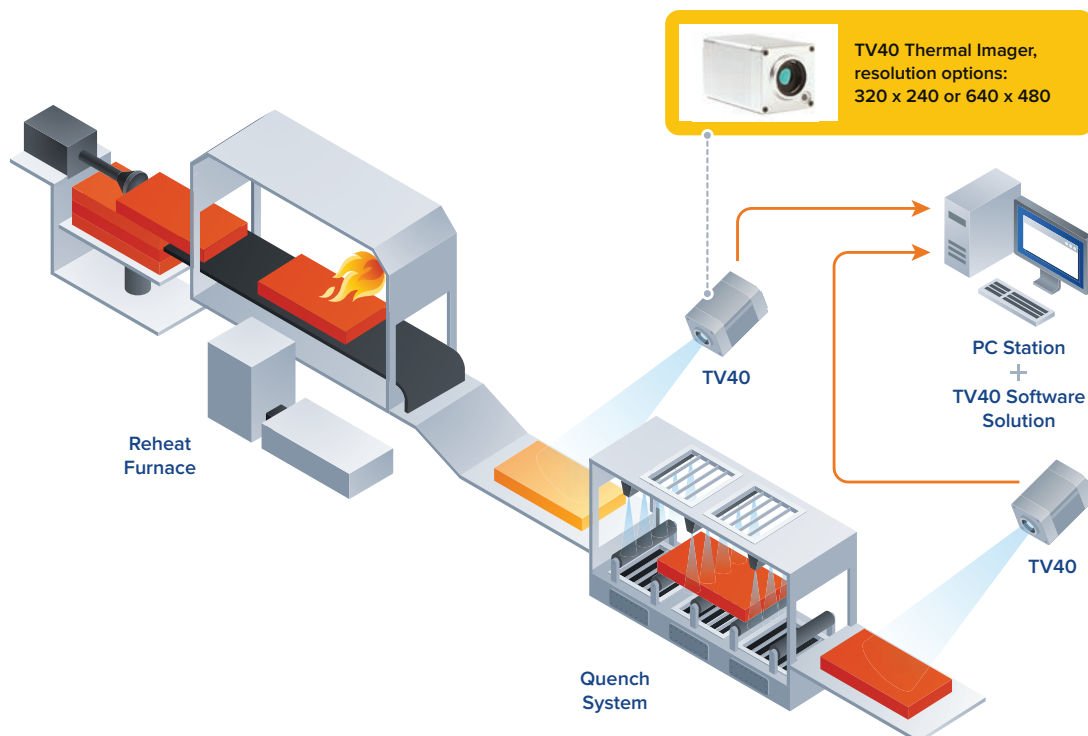 TV40 Thermal Imager,
resolution options:
320 x 240 or 640 x 480
TV40
PC Station
+
TV40 Software
Solution
Reheat
Furnace
TV40
Quench
System